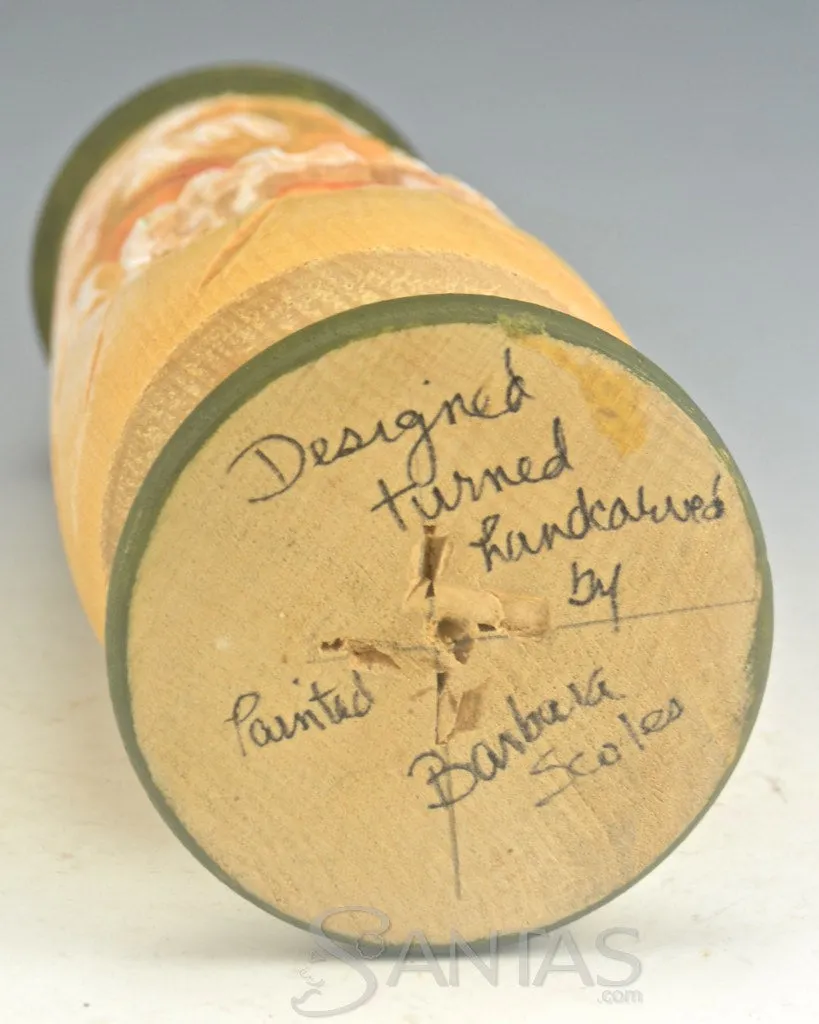 Designed
turned
handcarved
by
Painted
Barbara
Scoles
SANTAS
.com